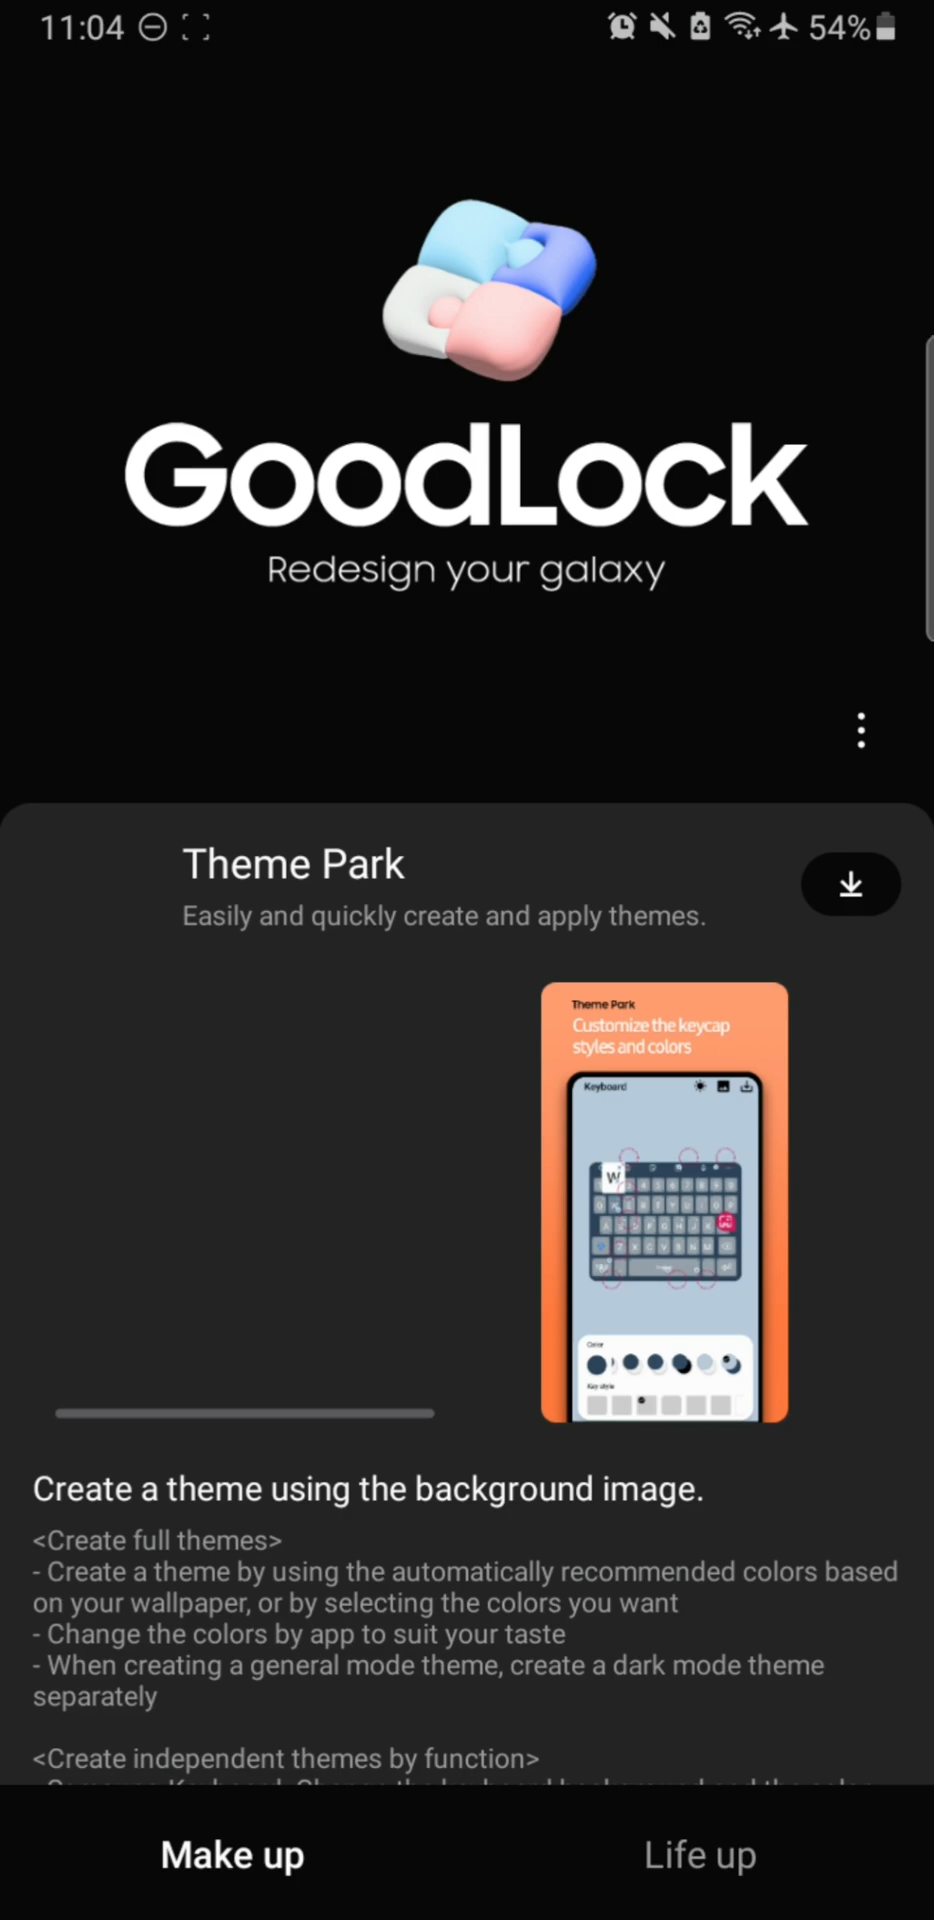 11:04
54%
GoodLock
Redesign your galaxy
Theme Park
Easily and quickly create and apply themes.
Theme Park
Customize the keycap
styles and colors
Keyboard
W
Color
Key style
Create a theme using the background image.
<Create full themes>
- Create a theme by using the automatically recommended colors based
on your wallpaper, or by selecting the colors you want
- Change the colors by app to suit your taste
- When creating a general mode theme, create a dark mode theme
separately
<Create independent themes by function>
Make up
Life up